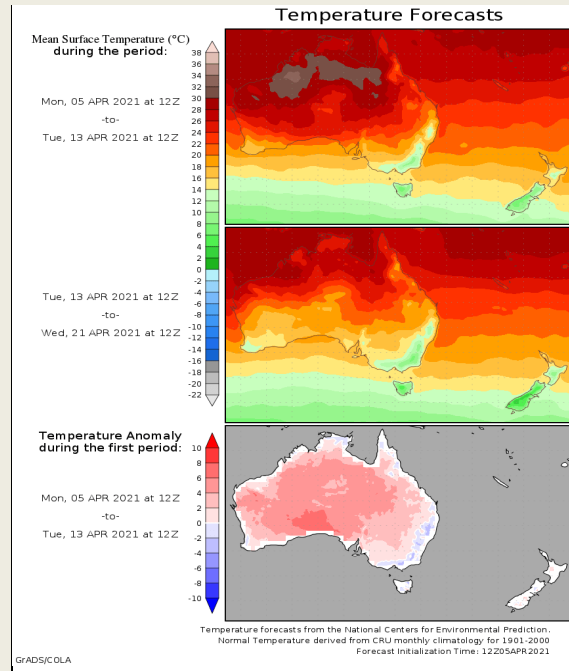 Temperature Forecasts
Mean Surface Temperature (°C)
during the period:
38
36
34
32
30
28
26
24
22
20
18
16
14
12
10
8
6
4
2
0
-2
-4
-6
-8
-10
-12
-14
-16
-18
-20
-22
Mon, 05 APR 2021 at 12Z
-to-
Tue, 13 APR 2021 at 12Z
Tue, 13 APR 2021 at 12Z
-to-
Wed, 21 APR 2021 at 12Z
Temperature Anomaly
during the first period:
10
8
6
4
2
-2
-4
-6
-8
-10
Mon, 05 APR 2021 at 12Z
-to-
Tue, 13 APR 2021 at 12Z
Temperature forecasts from the National Centers for Environmental Prediction.
Normal Temperature derived from CRU monthly climatology for 1901-2000
Forecast Initialization Time: 12Z05APR2021
GrADS/COLA